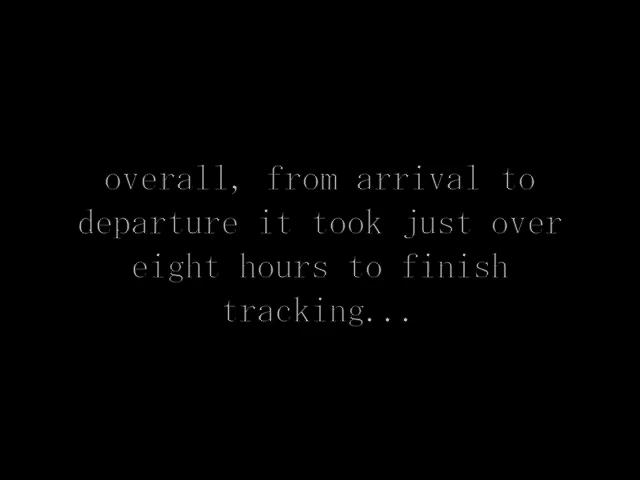 overall, from arrival to
departure it took just over
eight hours to finish
tracking...